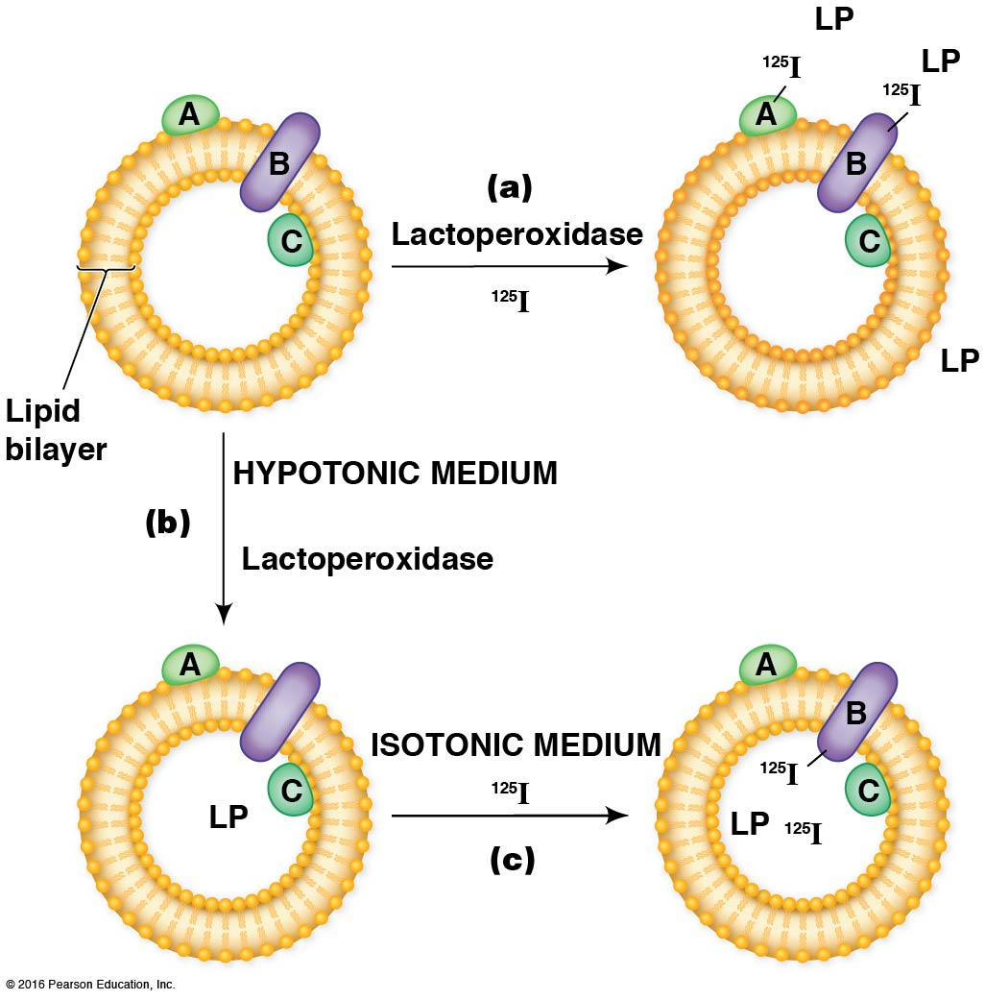 LP
¹²⁵I
LP
¹²⁵I
A
B
C
(a)
Lactoperoxidase
¹²⁵I
A
B
C
LP
Lipid
bilayer
HYPOTONIC MEDIUM
(b)
Lactoperoxidase
A
C
LP
ISOTONIC MEDIUM
¹²⁵I
(c)
A
B
¹²⁵I
C
LP ¹²⁵I
© 2016 Pearson Education, Inc.